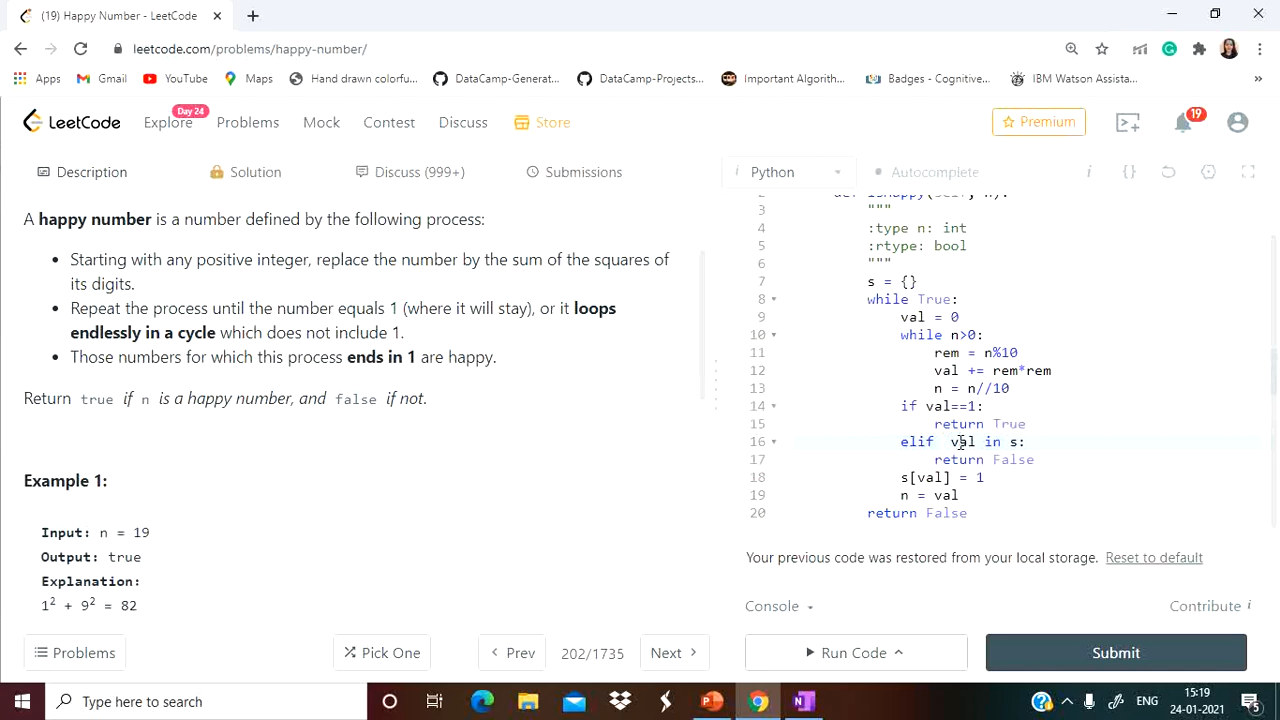 (19) Happy Number - LeetCode
leetcode.com/problems/happy-number/
Apps Gmail YouTube Maps Hand drawn colorfu... DataCamp-Generat... DataCamp-Projects... Important Algorith... Badges - Cognitive... IBM Watson Assista... »
LeetCode Explore Day 24 Problems Mock Contest Discuss Store Premium 19
Description Solution Discuss (999+) Submissions
i Python Autocomplete i {}
A happy number is a number defined by the following process:
• Starting with any positive integer, replace the number by the sum of the squares of
its digits.
• Repeat the process until the number equals 1 (where it will stay), or it loops
endlessly in a cycle which does not include 1.
• Those numbers for which this process ends in 1 are happy.
Return true if n is a happy number, and false if not.
Example 1:
Input: n = 19
Output: true
Explanation:
1² + 9² = 82
2 def isHappy(self, n):
3 """
4 :type n: int
5 :rtype: bool
6 """
7 s = {}
8 while True:
9 val = 0
10 while n>0:
11 rem = n%10
12 val += rem*rem
13 n = n//10
14 if val==1:
15 return True
16 elif  val in s:
17 return False
18 s[val] = 1
19 n = val
20 return False
Your previous code was restored from your local storage. Reset to default
Console Contribute i
Problems Pick One Prev 202/1735 Next Run Code Submit
Type here to search
ENG
15:19
24-01-2021
5